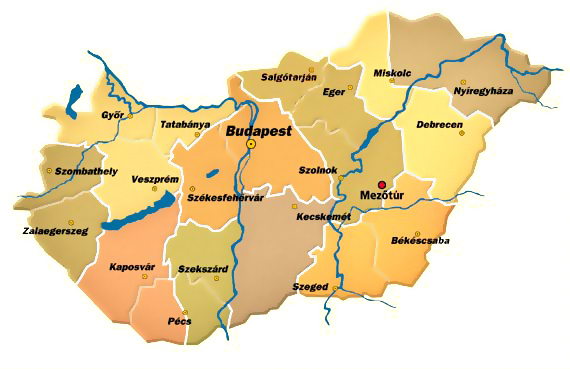 Salgótarján
Miskolc
Eger
Nyíregyháza
Győr
Tatabánya
Budapest
Debrecen
Szombathely
Veszprém
Szolnok
Székesfehérvár
Mezőtúr
Kecskemét
Zalaegerszeg
Békéscsaba
Kaposvár
Szekszárd
Szeged
Pécs